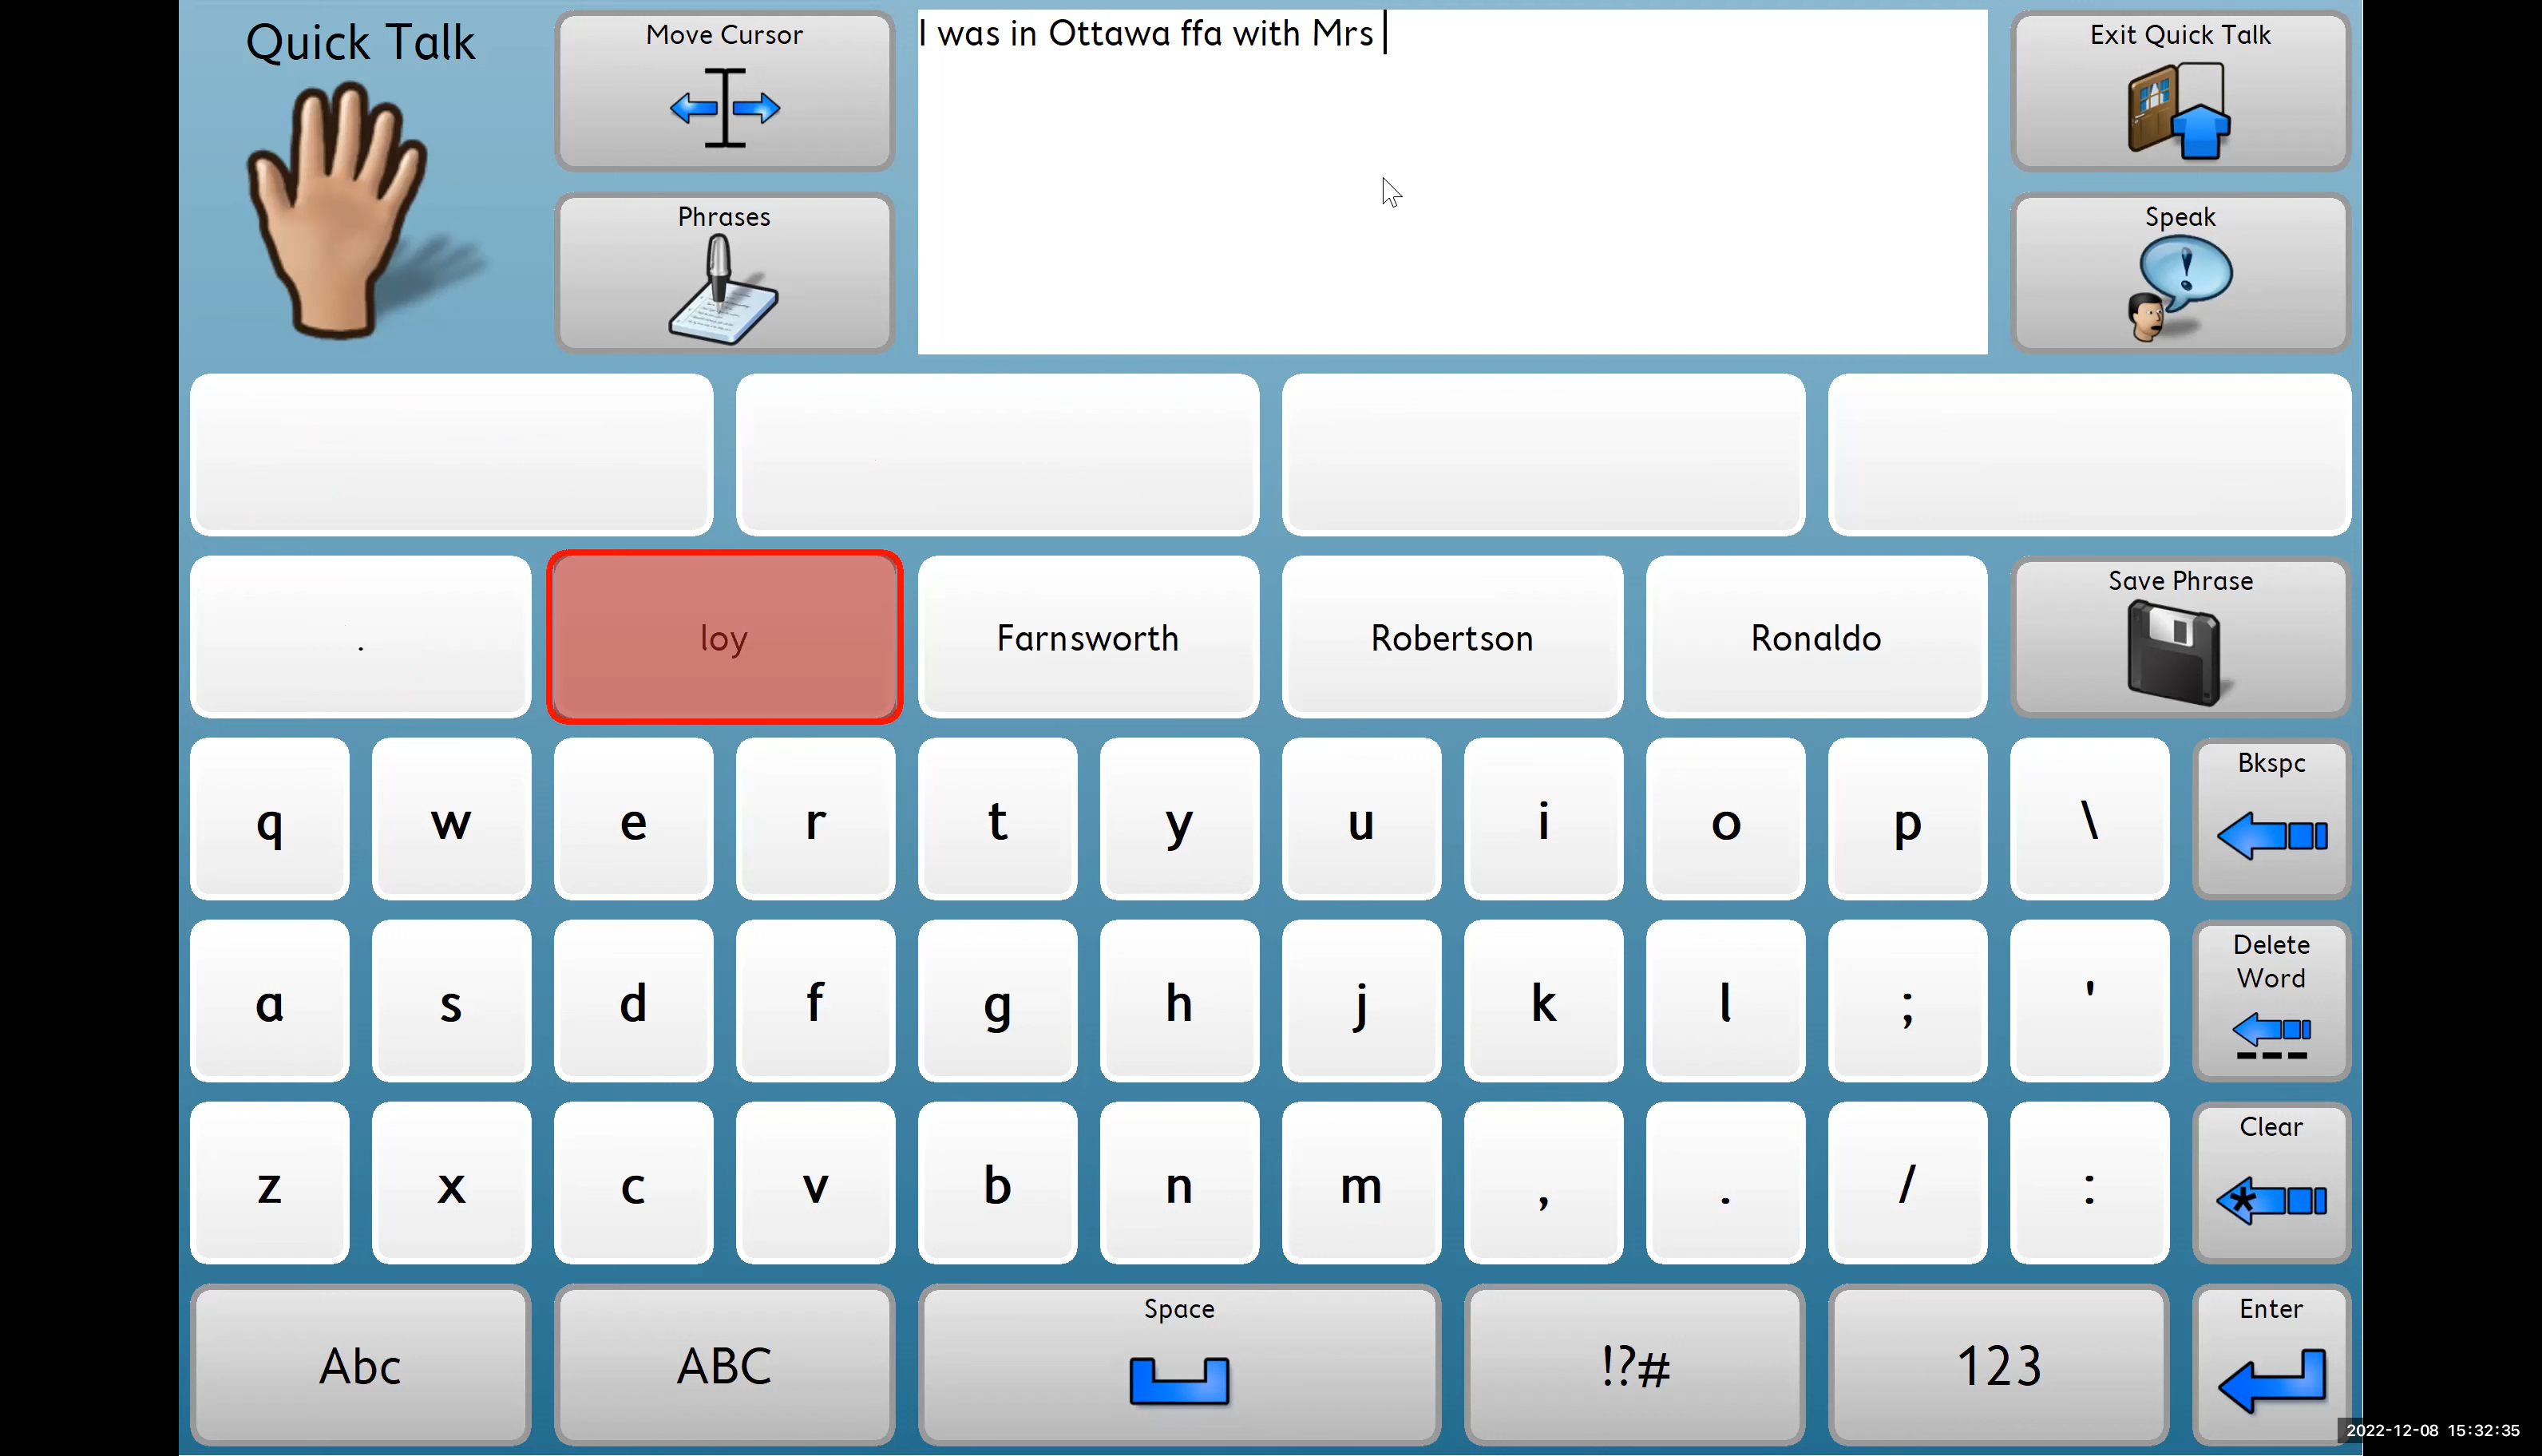 Quick Talk
Move Cursor
I was in Ottawa ffa with Mrs
Exit Quick Talk
Phrases
Speak
.
loy
Farnsworth
Robertson
Ronaldo
Save Phrase
q w e r t y u i o p \
Bkspc
a s d f g h j k l ; '
Delete
Word
z x c v b n m , . / :
Clear
Abc
ABC
Space
!?#
123
Enter
2022-12-08 15:32:35